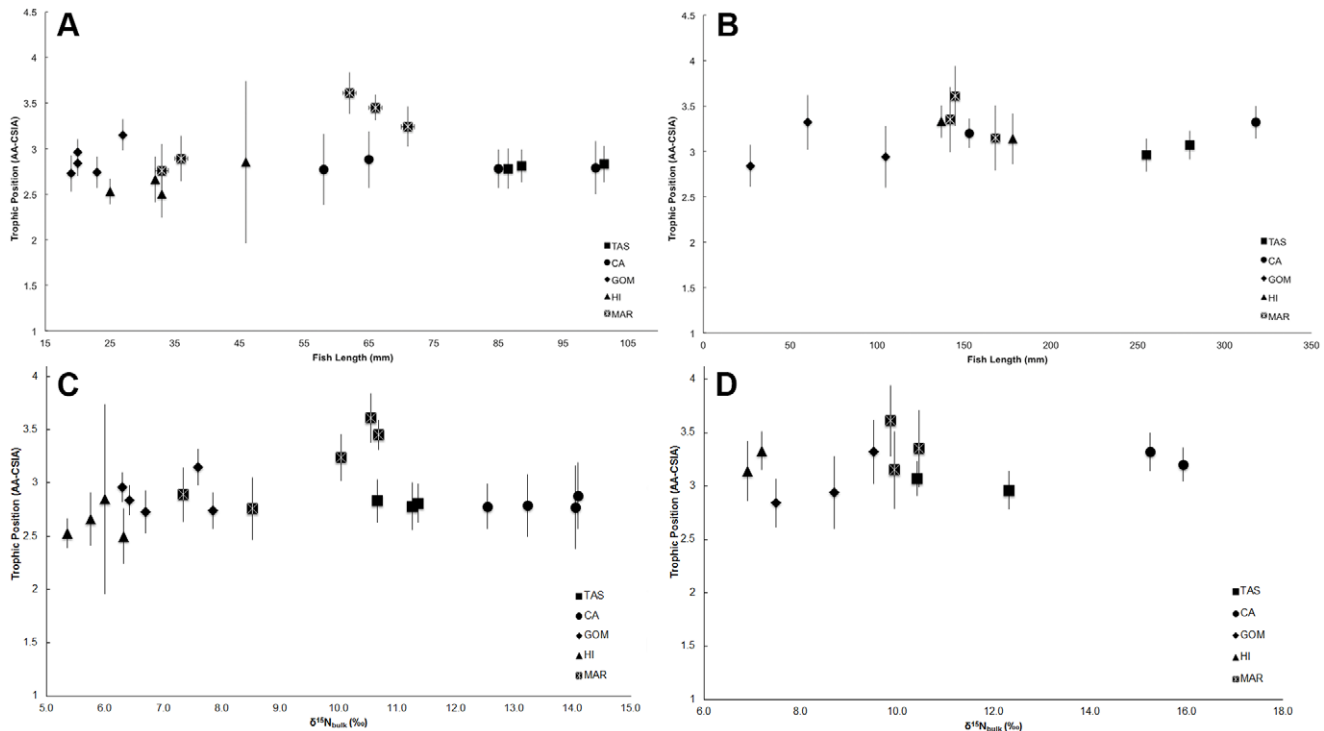 A
4.5
4
3.5
3
2.5
2
1.5
1
Trophic Position (AA-CSIA)
15 25 35 45 55 65 75 85 95 105
Fish Length (mm)
TAS
CA
GOM
HI
MAR
B
4.5
4
3.5
3
2.5
2
1.5
1
Trophic Position (AA-CSIA)
0 50 100 150 200 250 300 350
Fish Length (mm)
TAS
CA
GOM
HI
MAR
C
4
3.5
3
2.5
2
1.5
1
Trophic Position (AA-CSIA)
5.0 6.0 7.0 8.0 9.0 10.0 11.0 12.0 13.0 14.0 15.0
δ¹⁵N_bulk (‰)
TAS
CA
GOM
HI
MAR
D
4
3.5
3
2.5
2
1.5
1
Trophic Position (AA-CSIA)
6.0 8.0 10.0 12.0 14.0 16.0 18.0
δ¹⁵N_bulk (‰)
TAS
CA
GOM
HI
MAR